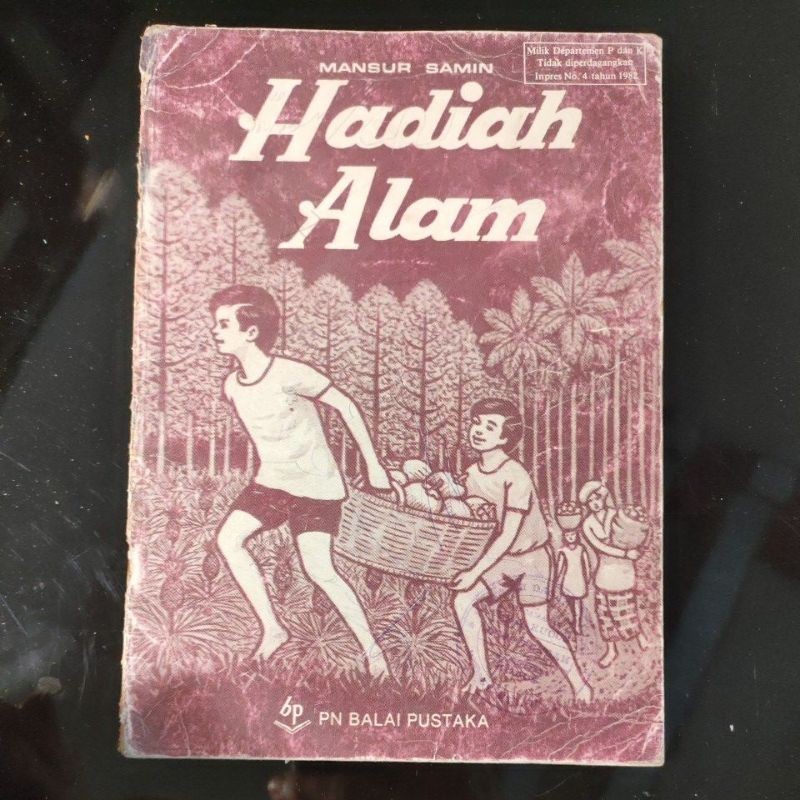 Milik Departemen P dan K
Tidak diperdagangkan
Inpres No. 4 tahun 1982
MANSUR SAMIN
Hadiah
Alam
bp
PN BALAI PUSTAKA